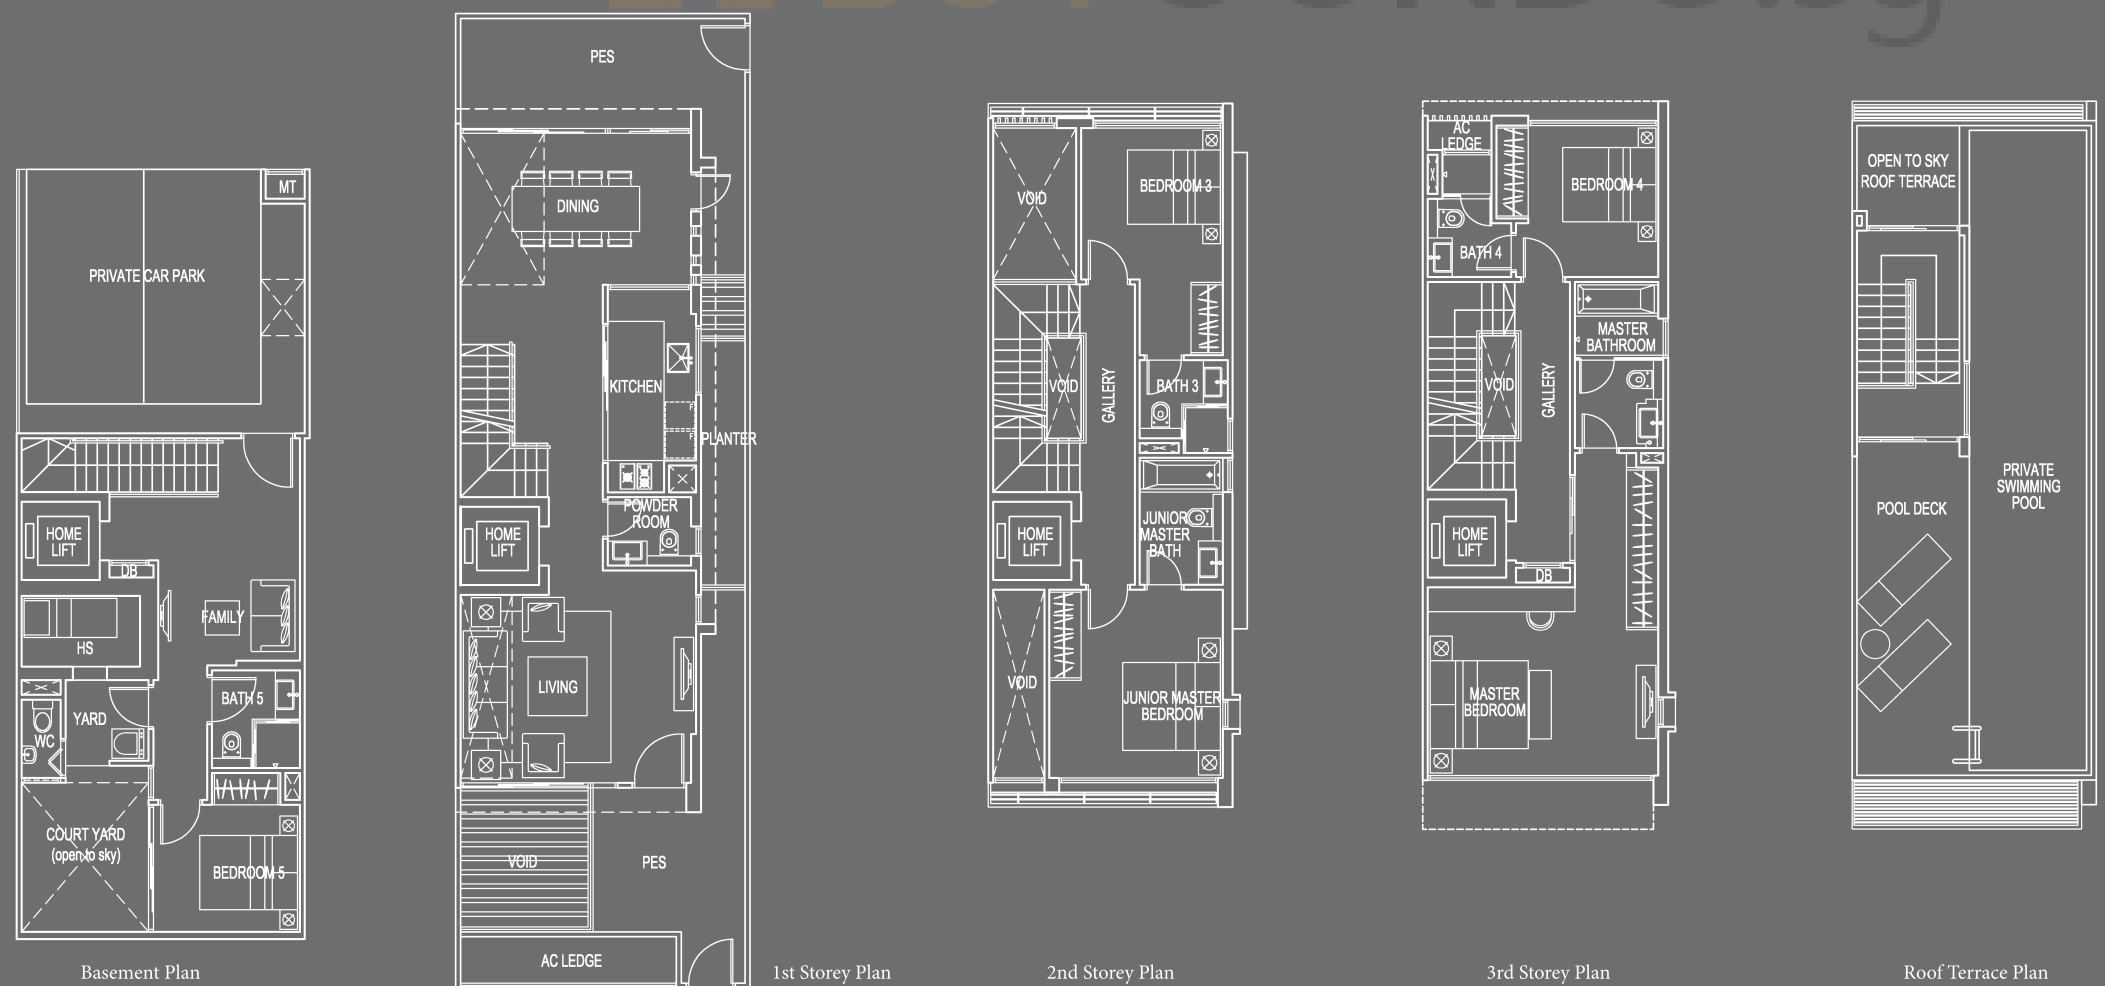 MT
PRIVATE CAR PARK
HOME
LIFT
DB
FAMILY
HS
BATH 5
YARD
WC
COURT YARD
(open to sky)
BEDROOM 5
Basement Plan
PES
DINING
KITCHEN
F
F
PLANTER
POWDER
ROOM
HOME
LIFT
LIVING
VOID
PES
AC LEDGE
1st Storey Plan
BEDROOM 3
VOID
VOID
GALLERY
BATH 3
HOME
LIFT
JUNIOR
MASTER
BATH
VOID
JUNIOR MASTER
BEDROOM
2nd Storey Plan
AC
LEDGE
BEDROOM 4
BATH 4
MASTER
BATHROOM
VOID
GALLERY
HOME
LIFT
DB
MASTER
BEDROOM
3rd Storey Plan
OPEN TO SKY
ROOF TERRACE
POOL DECK
PRIVATE
SWIMMING
POOL
Roof Terrace Plan